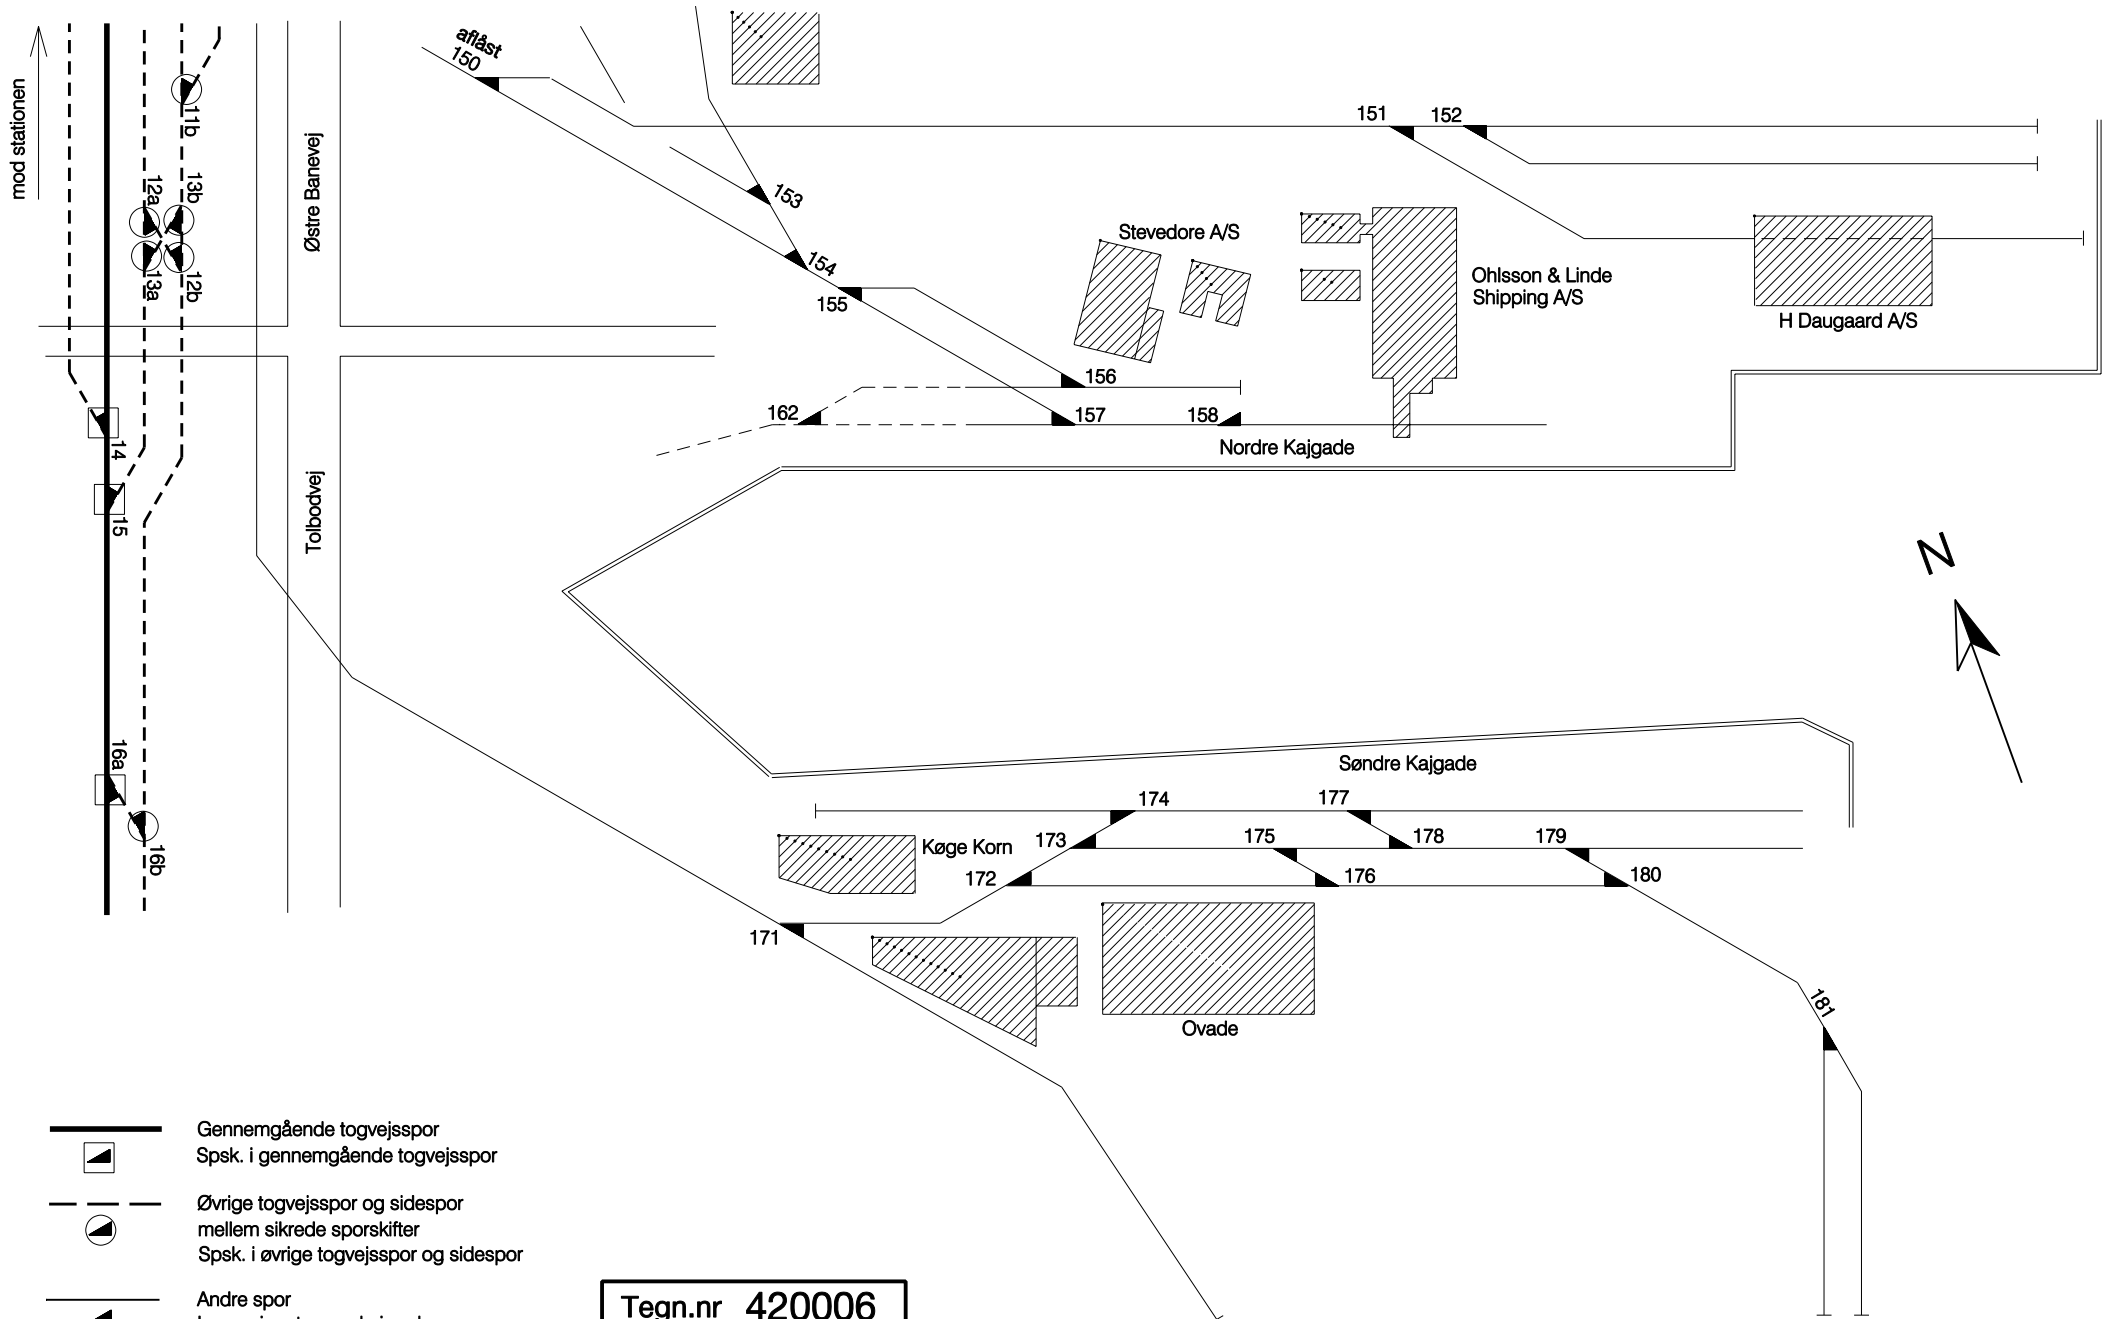 mod stationen
11b
12a
13b
13a
12b
14
15
16a
16b
Østre Banevej
Tolbodvej
aflåst
150
151
152
153
154
155
156
157
158
162
Stevedore A/S
Ohlsson & Linde
Shipping A/S
H Daugaard A/S
Nordre Kajgade
N
Søndre Kajgade
174
177
173
175
178
179
Køge Korn
172
176
180
171
Ovade
181
Gennemgående togvejsspor
Spsk. i gennemgående togvejsspor
Øvrige togvejsspor og sidespor
mellem sikrede sporskifter
Spsk. i øvrige togvejsspor og sidespor
Andre spor
Tegn.nr 420006